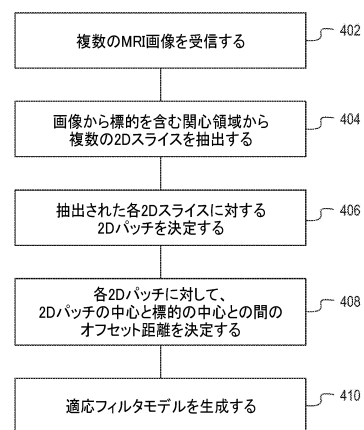 複数のMRI画像を受信する
402
画像から標的を含む関心領域から
複数の2Dスライスを抽出する
404
抽出された各2Dスライスに対する
2Dパッチを決定する
406
各2Dパッチに対して、
2Dパッチの中心と標的の中心との間の
オフセット距離を決定する
408
適応フィルタモデルを生成する
410